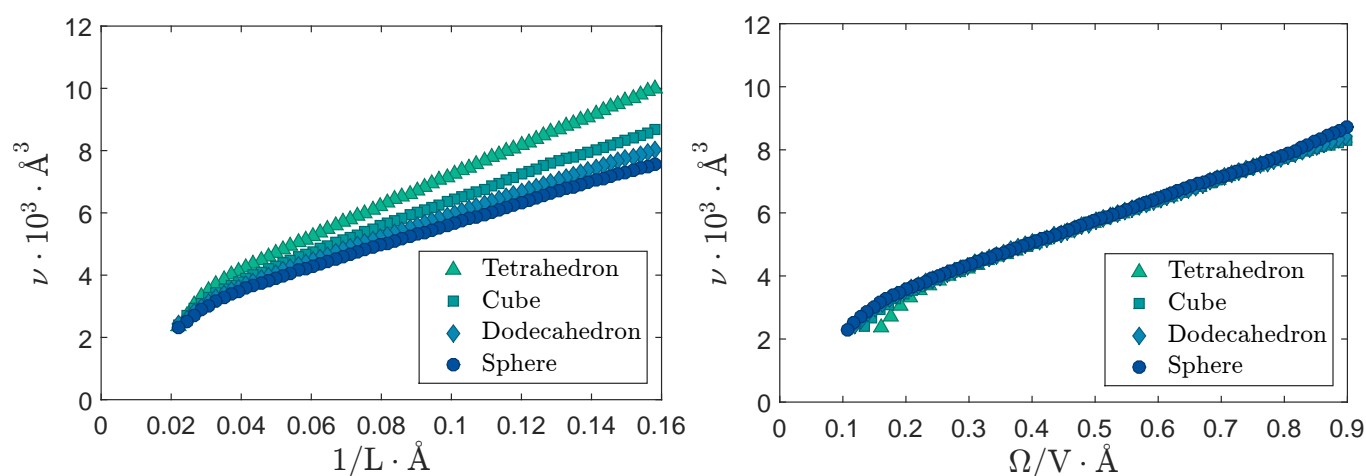 12
10
8
6
4
2
0
ν · 10³ · Å³
Tetrahedron
Cube
Dodecahedron
Sphere
0 0.02 0.04 0.06 0.08 0.1 0.12 0.14 0.16
1/L · Å
12
10
8
6
4
2
0
ν · 10³ · Å³
Tetrahedron
Cube
Dodecahedron
Sphere
0 0.1 0.2 0.3 0.4 0.5 0.6 0.7 0.8 0.9
Ω/V · Å